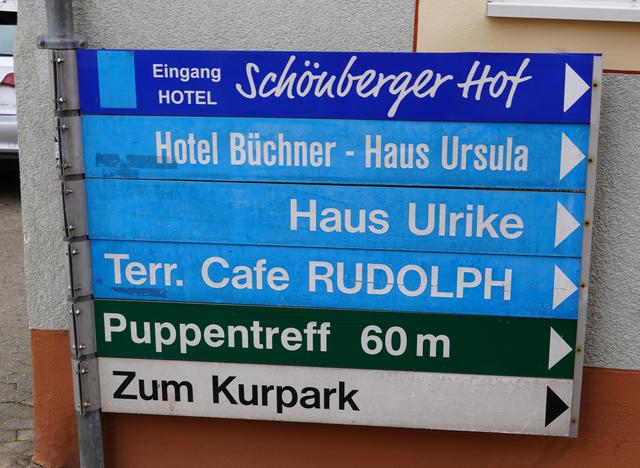 Eingang
HOTEL
Schönberger Hof
Hotel Büchner - Haus Ursula
Haus Ulrike
Terr. Cafe RUDOLPH
Puppentreff 60 m
Zum Kurpark